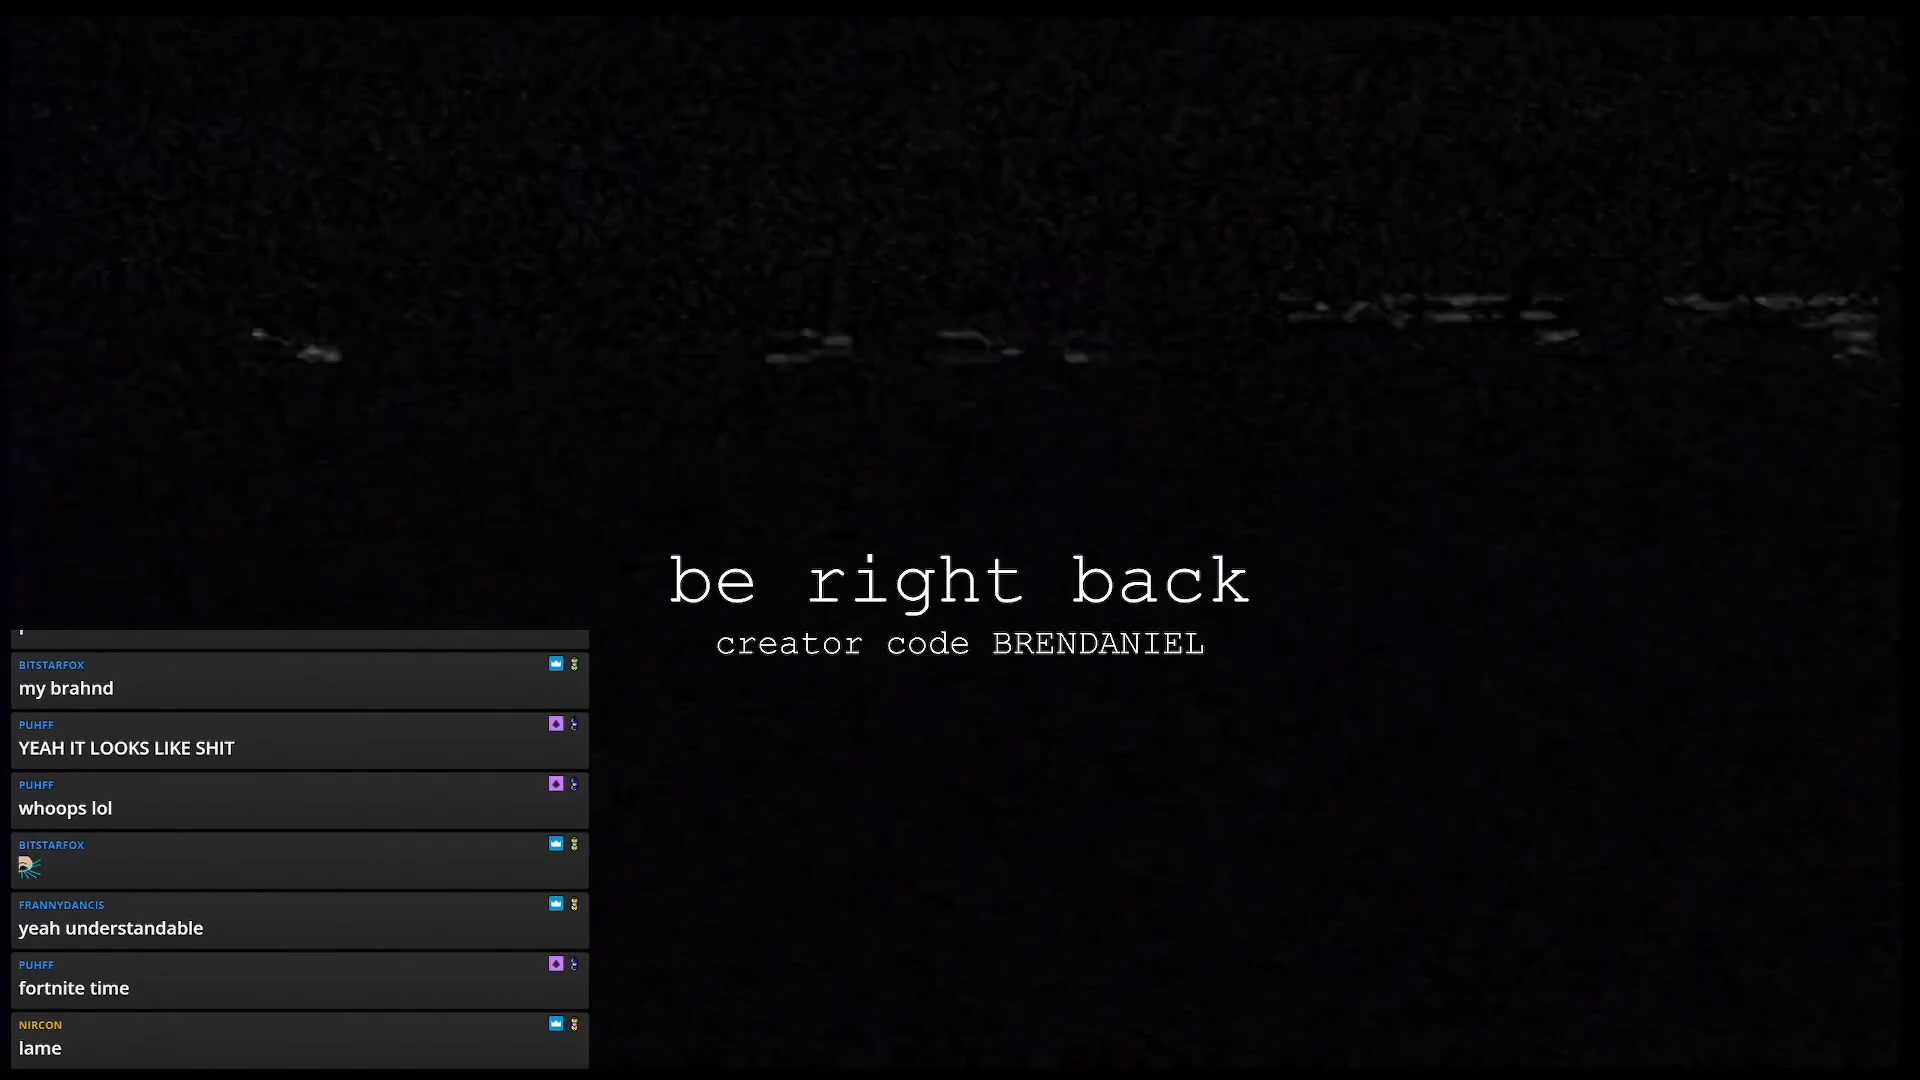 be right back
creator code BRENDANIEL
BITSTARFOX
my brahnd
PUHFF
YEAH IT LOOKS LIKE SHIT
PUHFF
whoops lol
BITSTARFOX
FRANNYDANCIS
yeah understandable
PUHFF
fortnite time
NIRCON
lame